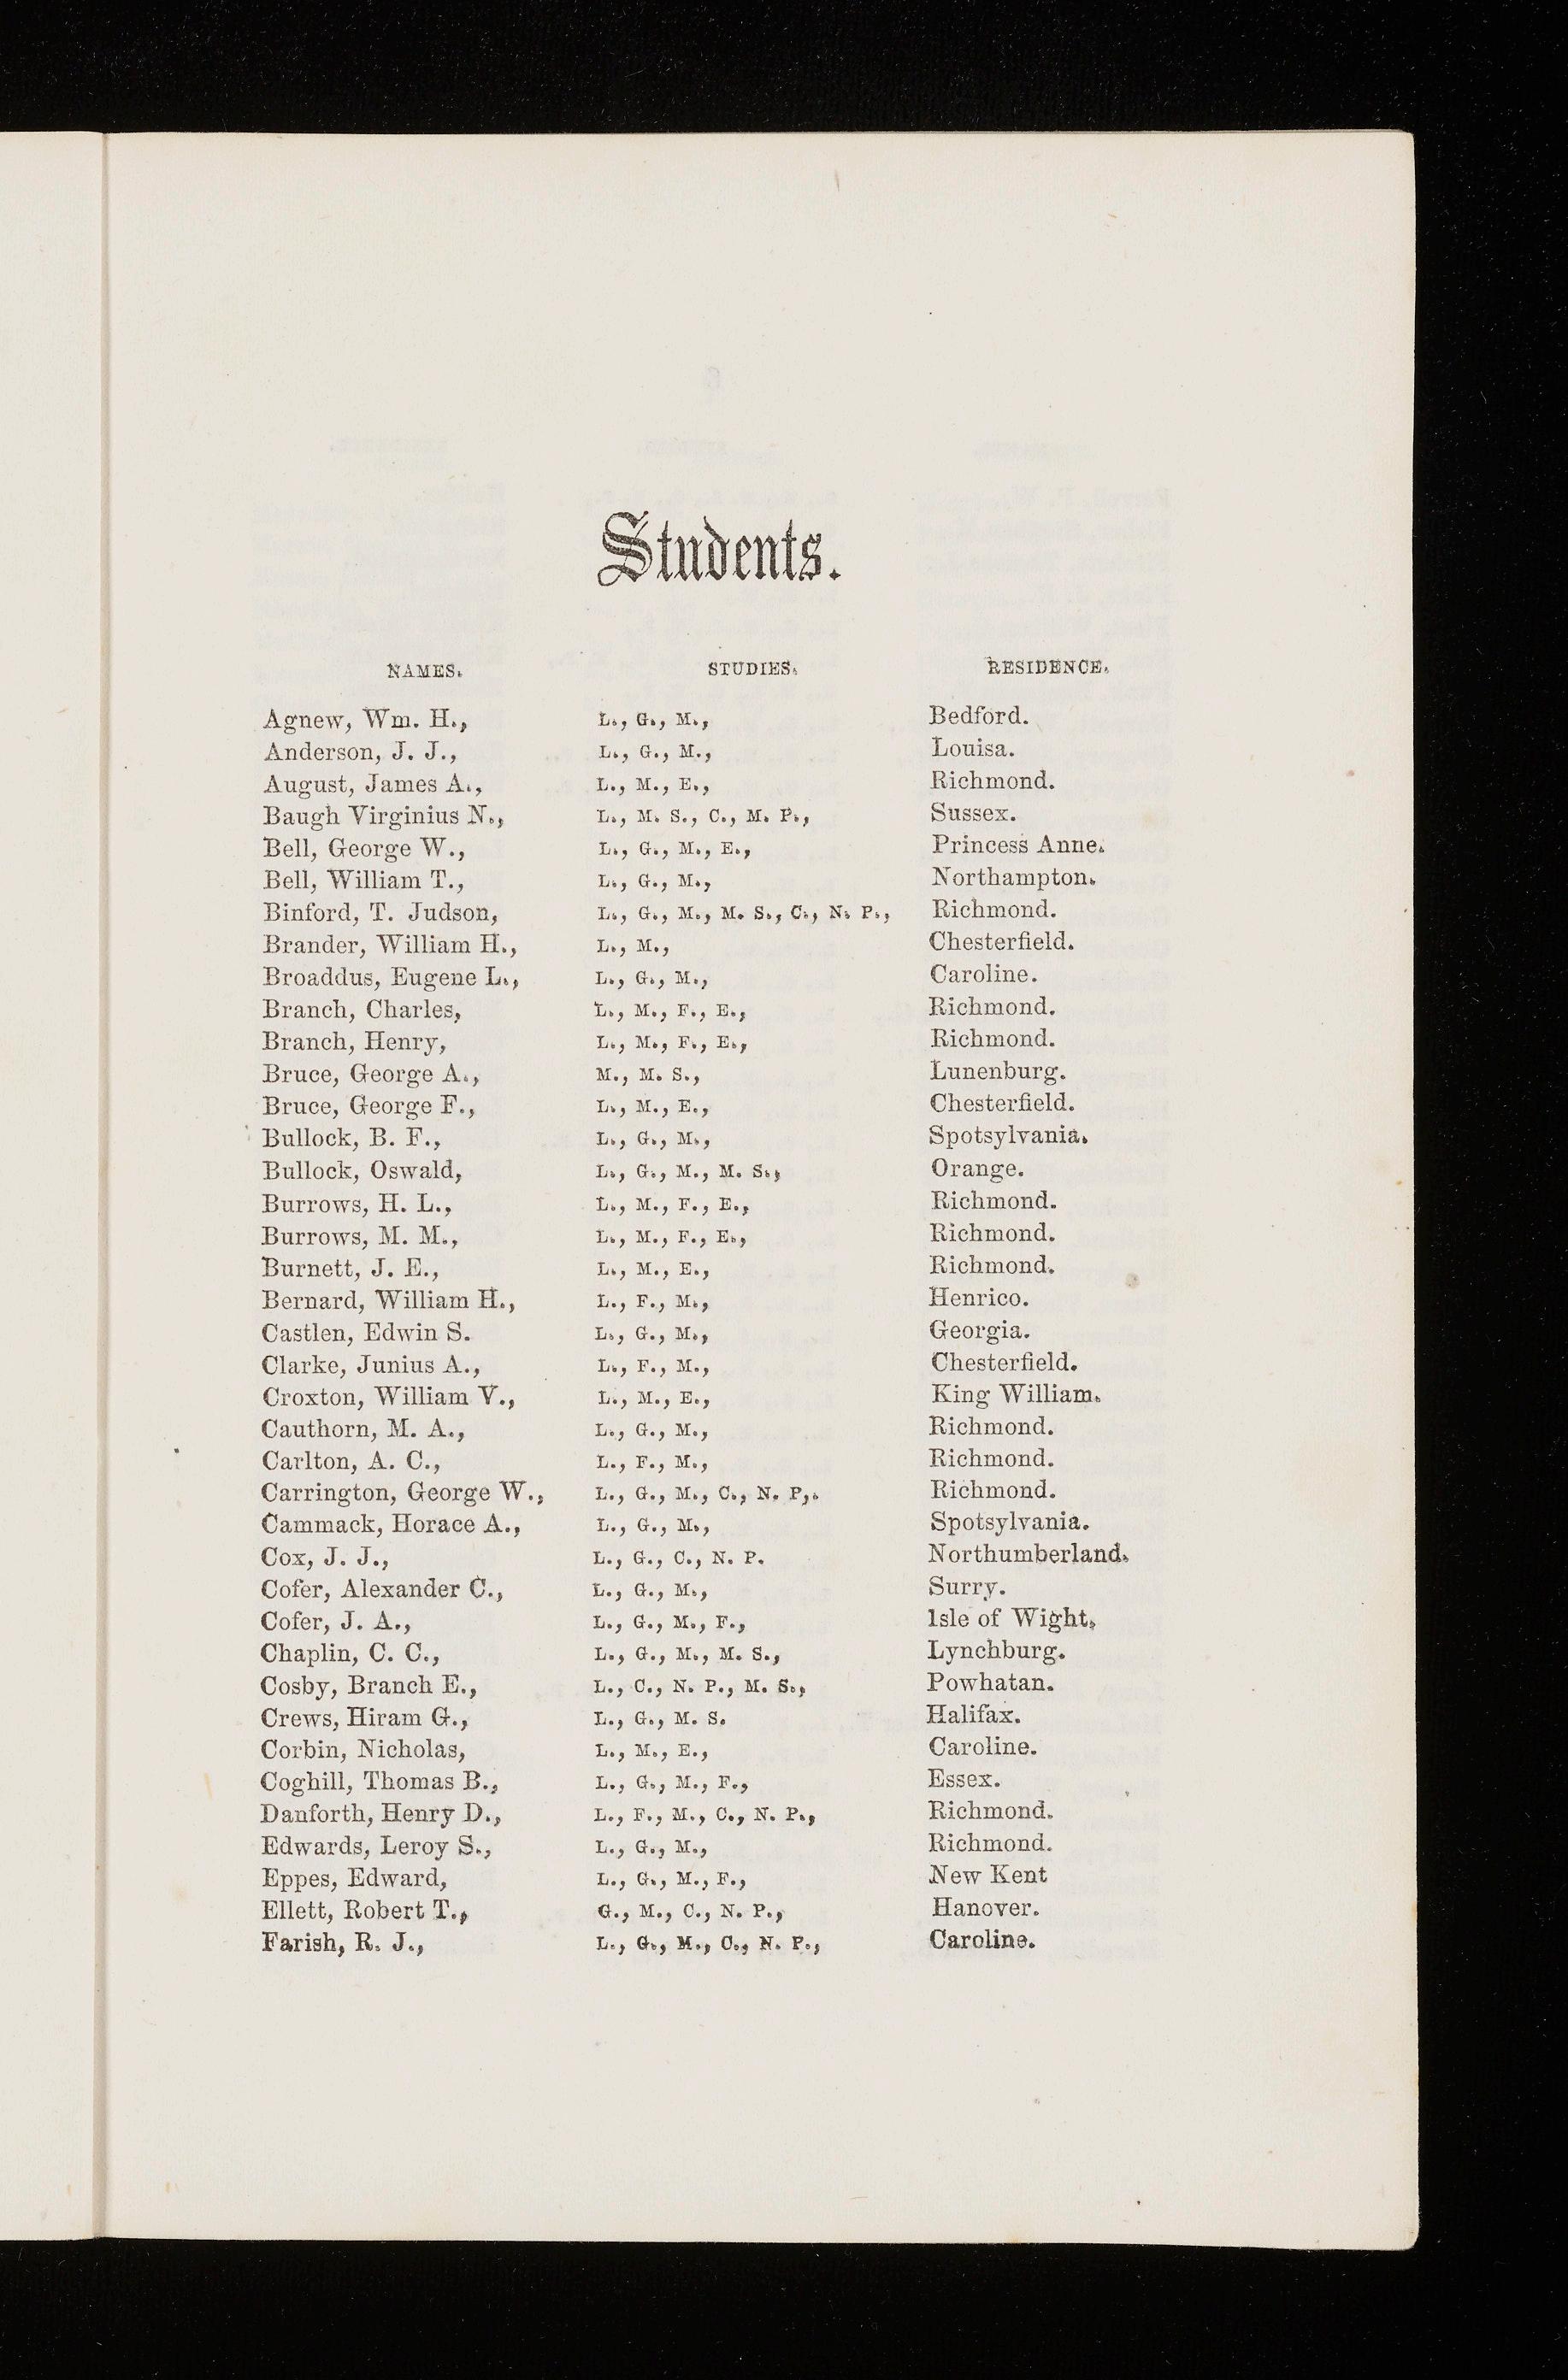 Students.
NAMES. STUDIES. RESIDENCE.
Agnew, Wm. H., L., G., M., Bedford.
Anderson, J. J., L., G., M., Louisa.
August, James A., L., M., E., Richmond.
Baugh Virginius N., L., M. S., C., M. P., Sussex.
Bell, George W., L., G., M., E., Princess Anne.
Bell, William T., L., G., M., Northampton.
Binford, T. Judson, L., G., M., M. S., C., N. P., Richmond.
Brander, William H., L., M., Chesterfield.
Broaddus, Eugene L., L., G., M., Caroline.
Branch, Charles, L., M., F., E., Richmond.
Branch, Henry, L., M., F., E., Richmond.
Bruce, George A., M., M. S., Lunenburg.
Bruce, George F., L., M., E., Chesterfield.
Bullock, B. F., L., G., M., Spotsylvania.
Bullock, Oswald, L., G., M., M. S., Orange.
Burrows, H. L., L., M., F., E., Richmond.
Burrows, M. M., L., M., F., E., Richmond.
Burnett, J. E., L., M., E., Richmond.
Bernard, William H., L., F., M., Henrico.
Castlen, Edwin S. L., G., M., Georgia.
Clarke, Junius A., L., F., M., Chesterfield.
Croxton, William V., L., M., E., King William.
Cauthorn, M. A., L., G., M., Richmond.
Carlton, A. C., L., F., M., Richmond.
Carrington, George W., L., G., M., C., N. P,. Richmond.
Cammack, Horace A., L., G., M., Spotsylvania.
Cox, J. J., L., G., C., N. P. Northumberland.
Cofer, Alexander C., L., G., M., Surry.
Cofer, J. A., L., G., M., F., Isle of Wight.
Chaplin, C. C., L., G., M., M. S., Lynchburg.
Cosby, Branch E., L., C., N. P., M. S., Powhatan.
Crews, Hiram G., L., G., M. S. Halifax.
Corbin, Nicholas, L., M., E., Caroline.
Coghill, Thomas B., L., G., M., F., Essex.
Danforth, Henry D., L., F., M., C., N. P., Richmond.
Edwards, Leroy S., L., G., M., Richmond.
Eppes, Edward, L., G., M., F., New Kent
Ellett, Robert T., G., M., C., N. P., Hanover.
Farish, R. J., L., G., M., C., N. P., Caroline.